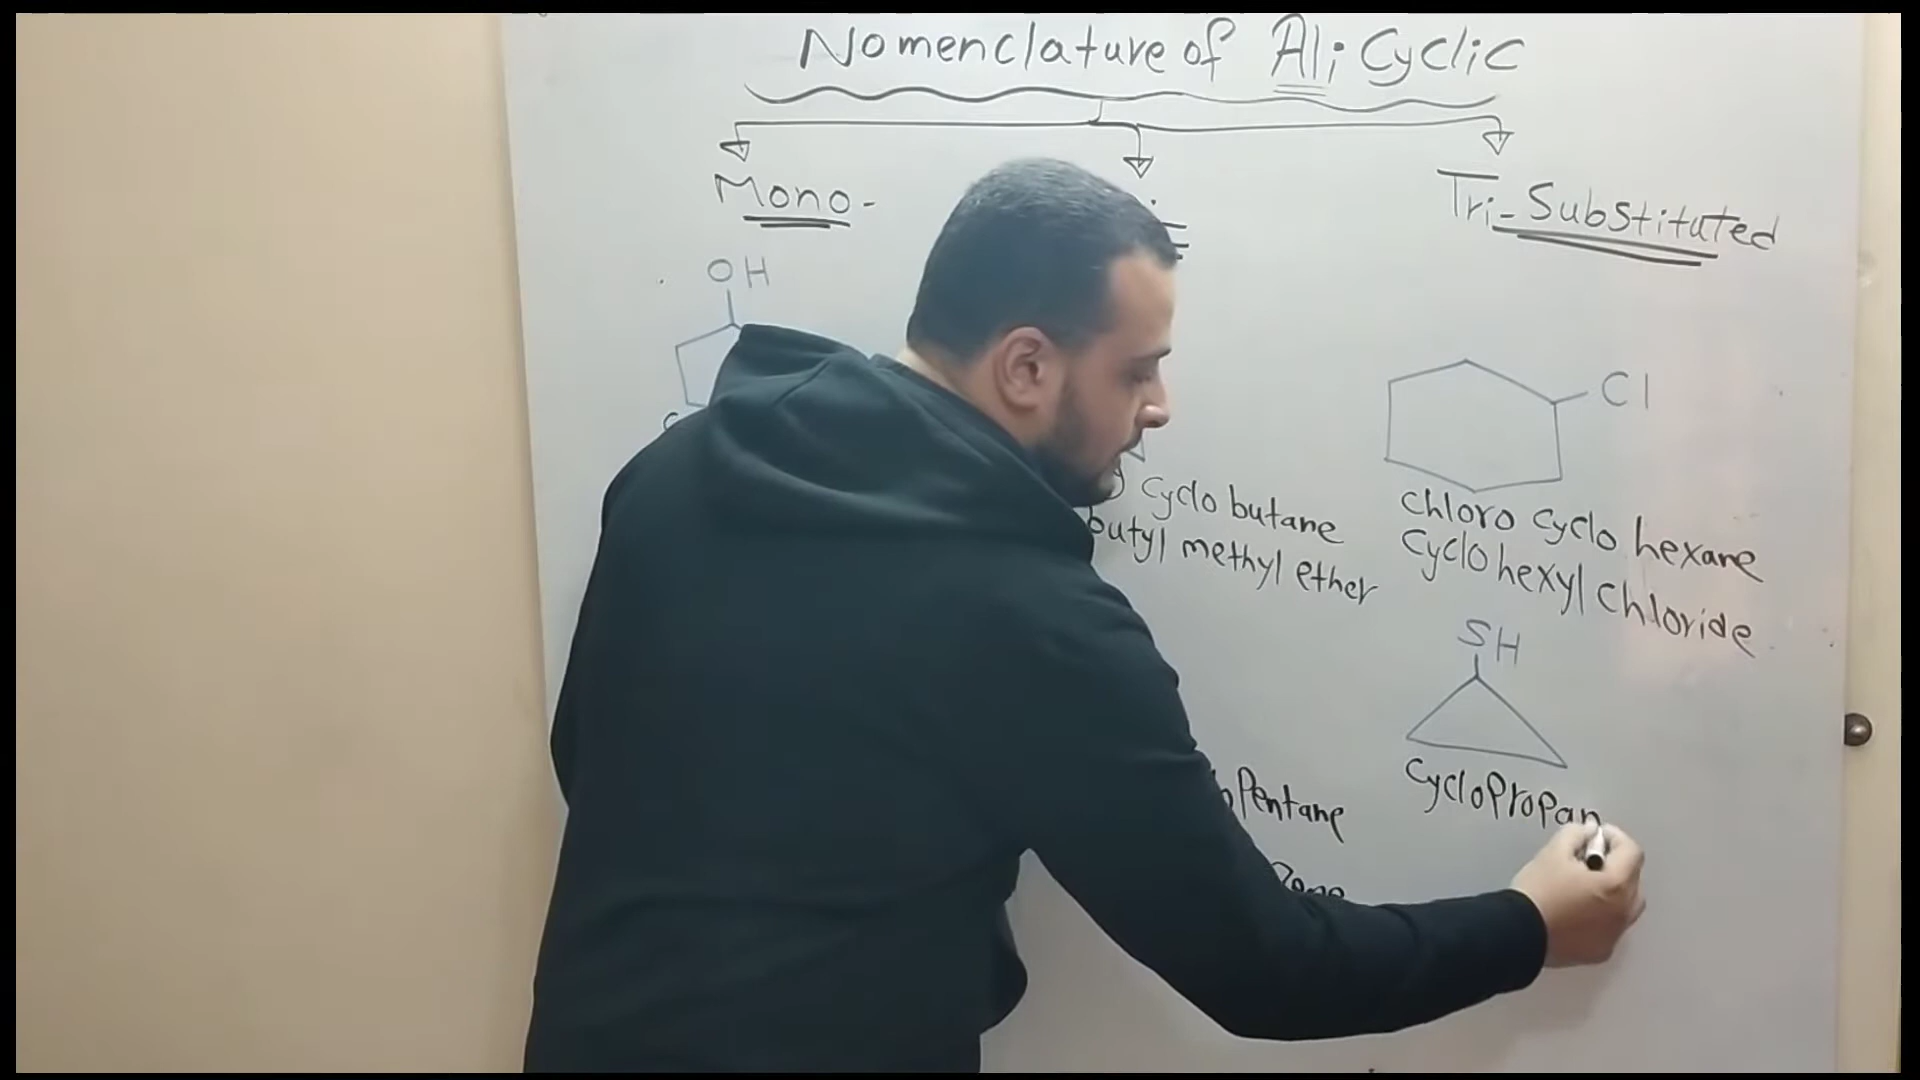 Nomenclature of Ali Cyclic
Mono-
Tri-Substituted
OH
Cl
Cyclo butane
butyl methyl ether
Chloro Cyclo hexane
Cyclo hexyl Chloride
SH
Pentane
CycloPropan